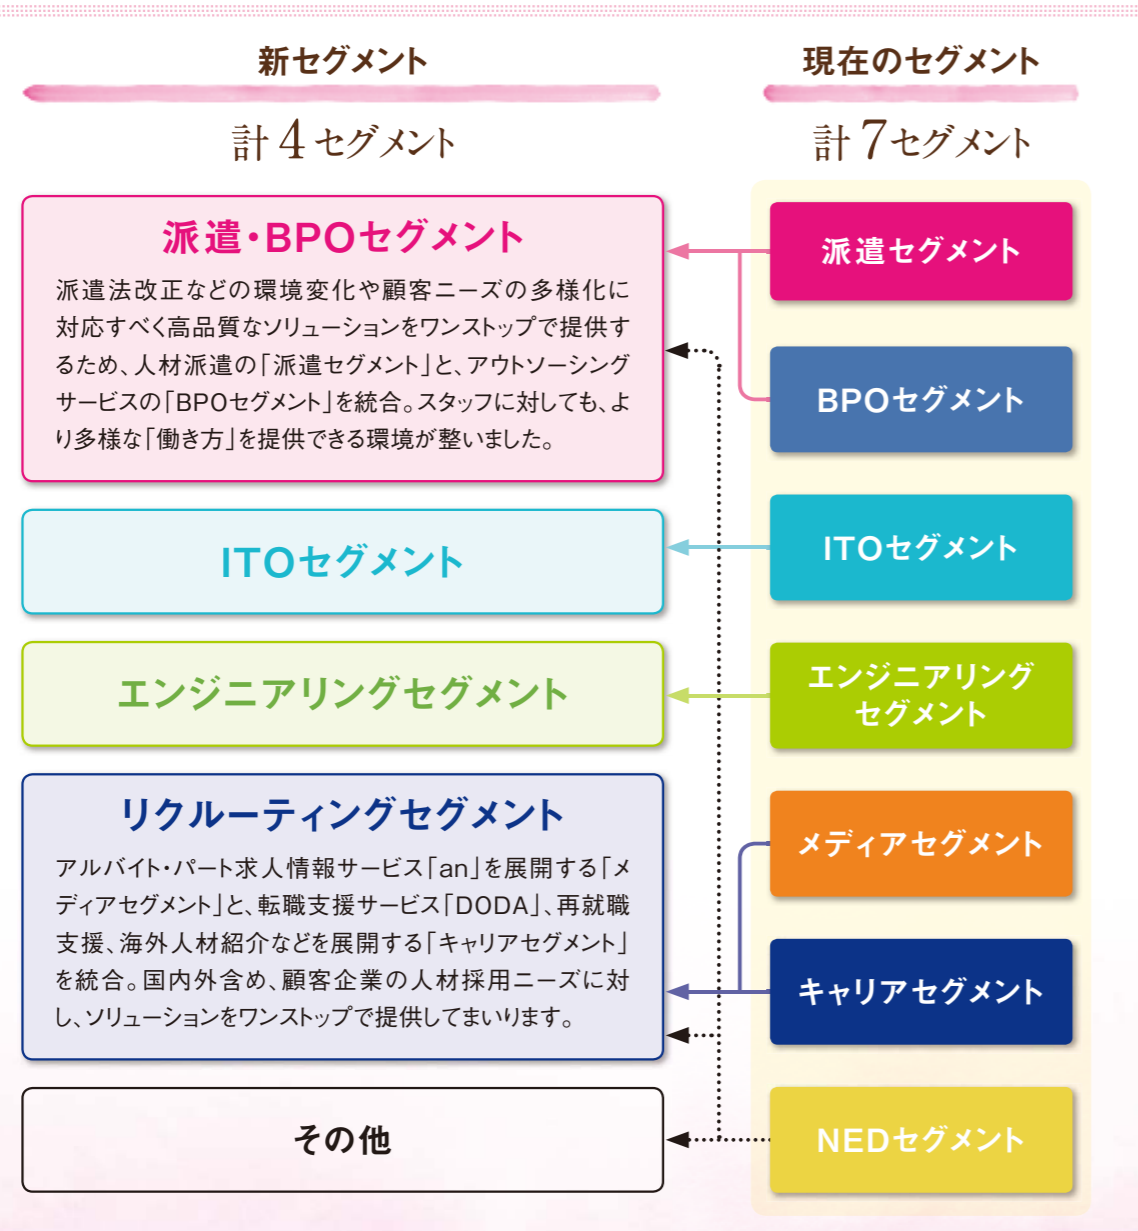 新セグメント
計4セグメント
派遣・BPOセグメント
派遣法改正などの環境変化や顧客ニーズの多様化に
対応すべく高品質なソリューションをワンストップで提供す
るため、人材派遣の「派遣セグメント」と、アウトソーシング
サービスの「BPOセグメント」を統合。スタッフに対しても、よ
り多様な「働き方」を提供できる環境が整いました。
ITOセグメント
エンジニアリングセグメント
リクルーティングセグメント
アルバイト・パート求人情報サービス「an」を展開する「メ
ディアセグメント」と、転職支援サービス「DODA」、再就職
支援、海外人材紹介などを展開する「キャリアセグメント」
を統合。国内外含め、顧客企業の人材採用ニーズに対
し、ソリューションをワンストップで提供してまいります。
その他
現在のセグメント
計7セグメント
派遣セグメント
BPOセグメント
ITOセグメント
エンジニアリング
セグメント
メディアセグメント
キャリアセグメント
NEDセグメント